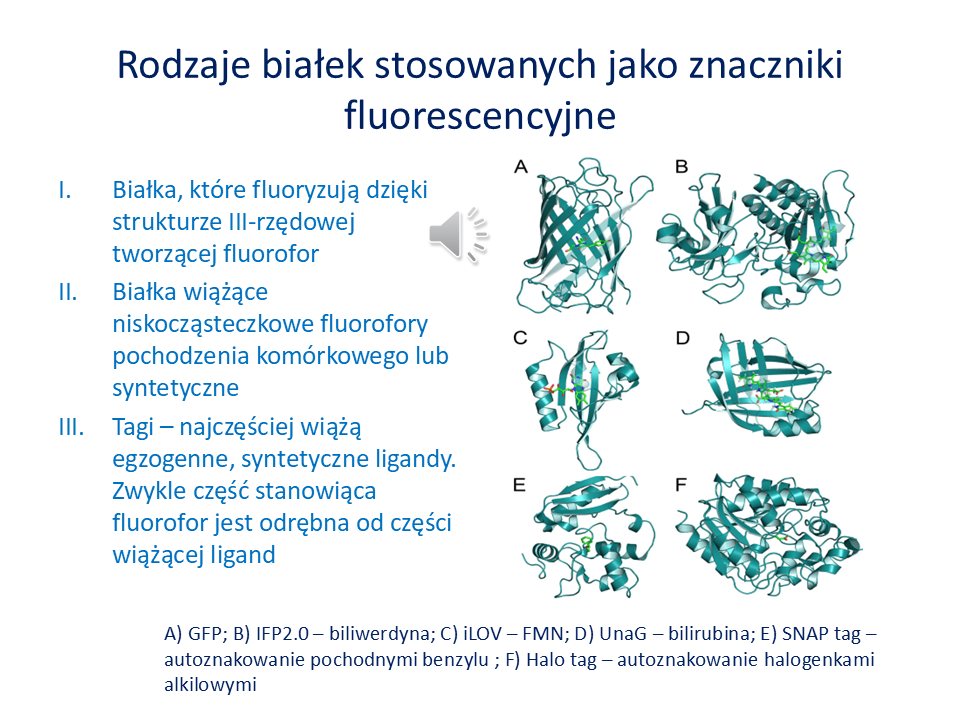 Rodzaje białek stosowanych jako znaczniki
fluorescencyjne
I. Białka, które fluoryzują dzięki
strukturze III-rzędowej
tworzącej fluorofor
II. Białka wiążące
niskocząsteczkowe fluorofory
pochodzenia komórkowego lub
syntetyczne
III. Tagi – najczęściej wiążą
egzogenne, syntetyczne ligandy.
Zwykle część stanowiąca
fluorofor jest odrębna od części
wiążącej ligand
A B
C D
E F
A) GFP; B) IFP2.0 – biliwerdyna; C) iLOV – FMN; D) UnaG – bilirubina; E) SNAP tag –
autoznakowanie pochodnymi benzylu ; F) Halo tag – autoznakowanie halogenkami
alkilowymi